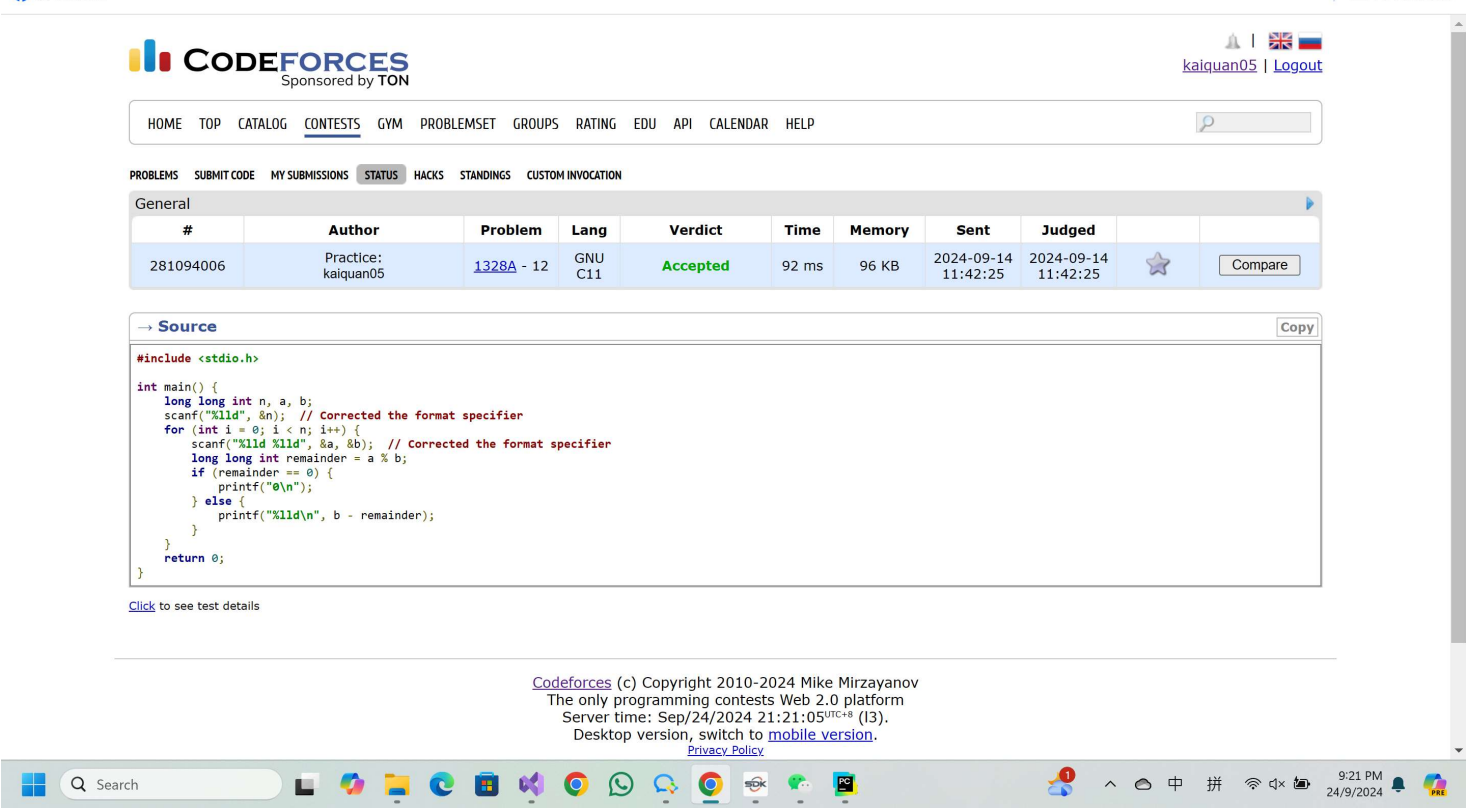 CODEFORCES
Sponsored by TON
|
kaiquan05 | Logout
HOME TOP CATALOG CONTESTS GYM PROBLEMSET GROUPS RATING EDU API CALENDAR HELP
PROBLEMS SUBMIT CODE MY SUBMISSIONS STATUS HACKS STANDINGS CUSTOM INVOCATION
General
# Author Problem Lang Verdict Time Memory Sent Judged
281094006 Practice: kaiquan05 1328A - 12 GNU C11 Accepted 92 ms 96 KB 2024-09-14 11:42:25 2024-09-14 11:42:25 Compare
→ Source Copy
#include <stdio.h>
int main() {
long long int n, a, b;
scanf("%lld", &n); // Corrected the format specifier
for (int i = 0; i < n; i++) {
scanf("%lld %lld", &a, &b); // Corrected the format specifier
long long int remainder = a % b;
if (remainder == 0) {
printf("0\n");
} else {
printf("%lld\n", b - remainder);
}
}
return 0;
}
Click to see test details
Codeforces (c) Copyright 2010-2024 Mike Mirzayanov
The only programming contests Web 2.0 platform
Server time: Sep/24/2024 21:21:05UTC+8 (l3).
Desktop version, switch to mobile version.
Privacy Policy
Search SDK PC 1 中 拼 9:21 PM PRE
24/9/2024